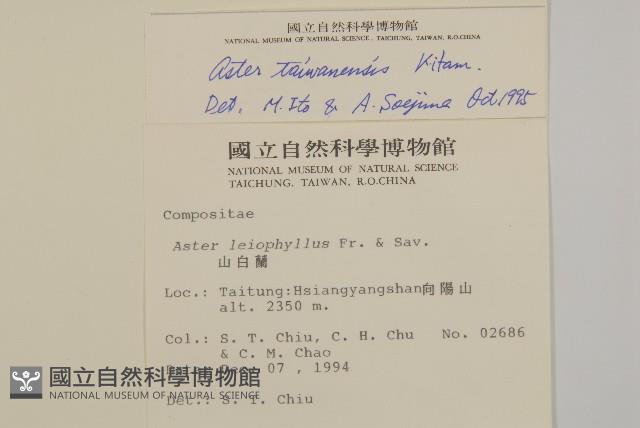 國立自然科學博物館
NATIONAL MUSEUM OF NATURAL SCIENCE, TAICHUNG, TAIWAN, R.O.CHINA
Aster taiwanensis Kitam.
Det. M. Ito & A. Soejima Oct. 1995
國立自然科學博物館
NATIONAL MUSEUM OF NATURAL SCIENCE
TAICHUNG, TAIWAN, R.O.CHINA
Compositae
Aster leiophyllus Fr. & Sav.
山白蘭
Loc.: Taitung:Hsiangyangshan向陽山
alt. 2350 m.
Col.: S. T. Chiu, C. H. Chu No. 02686
& C. M. Chao
07 , 1994
Det.: S. T. Chiu
國立自然科學博物館
NATIONAL MUSEUM OF NATURAL SCIENCE